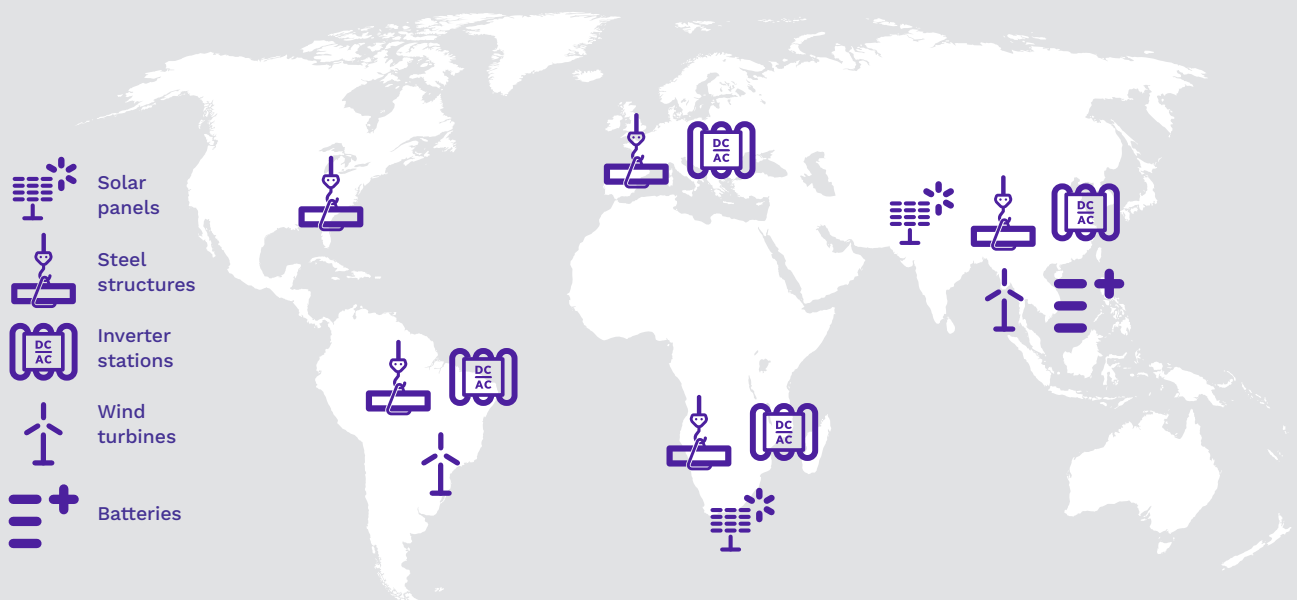 Solar
panels
Steel
structures
DC
AC
Inverter
stations
Wind
turbines
Batteries
DC
AC
DC
AC
DC
AC
DC
AC